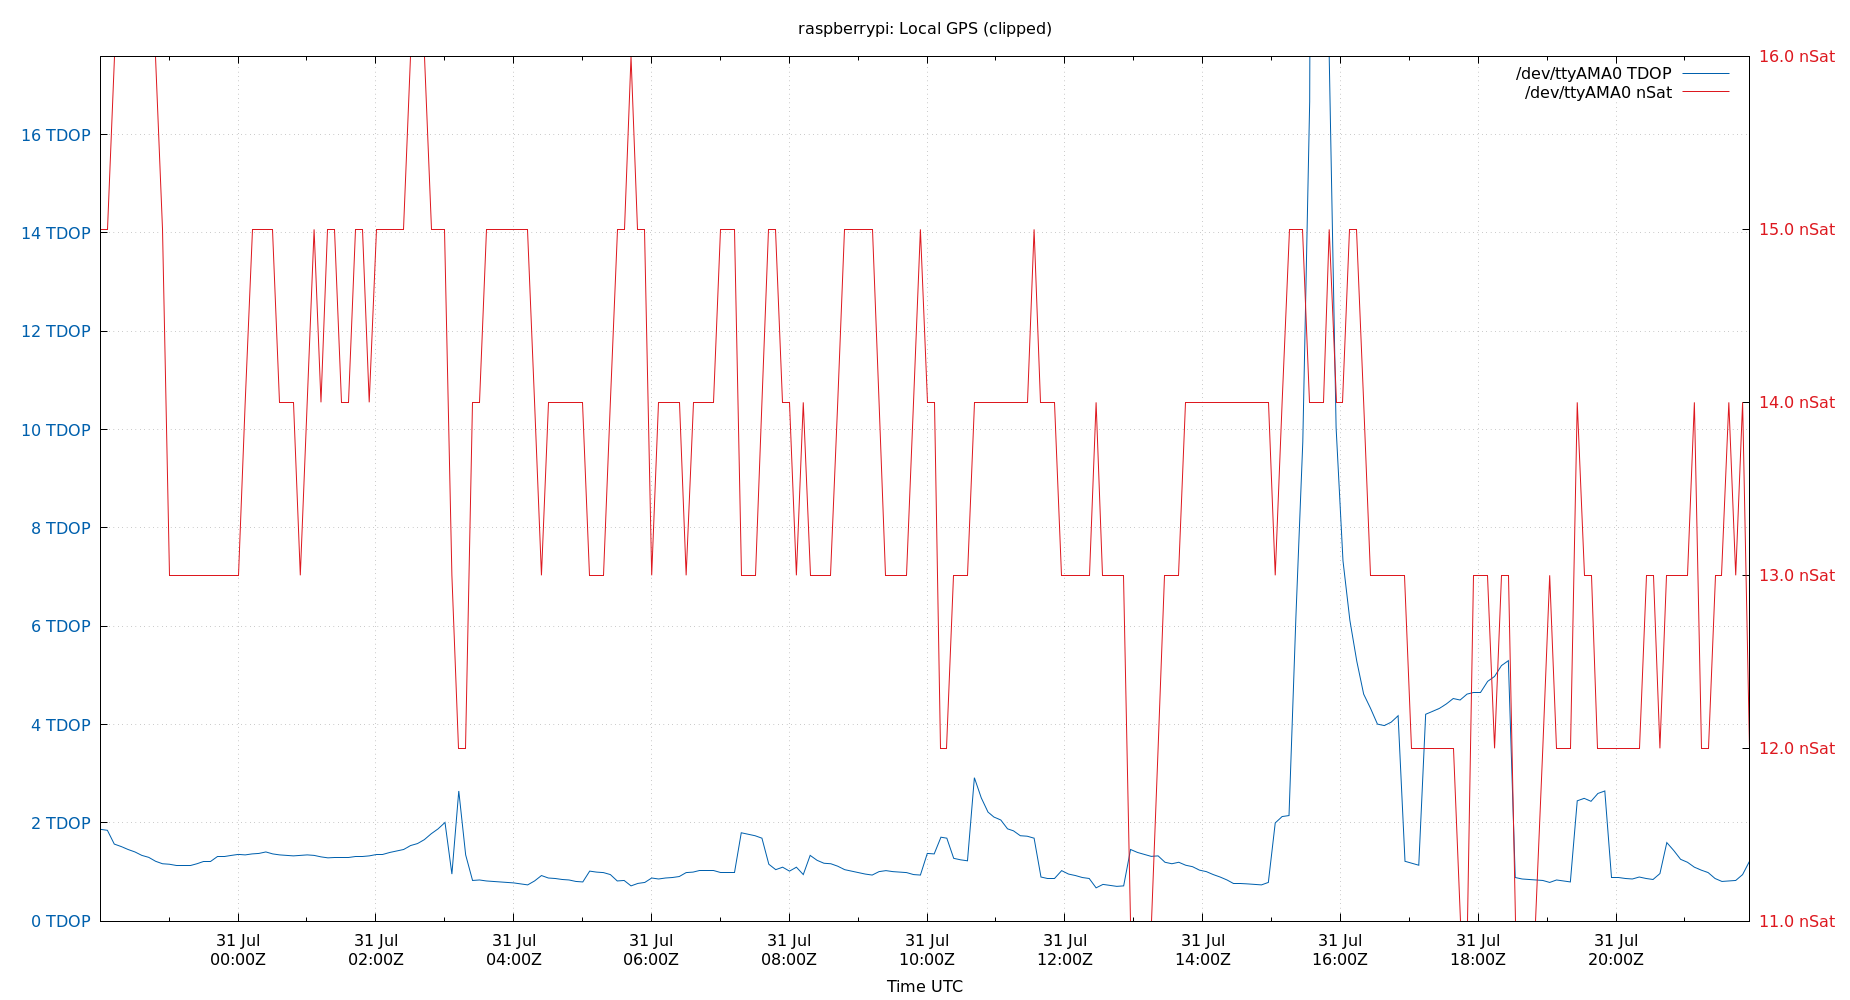 raspberrypi: Local GPS (clipped)
/dev/ttyAMA0 TDOP
/dev/ttyAMA0 nSat
16 TDOP
14 TDOP
12 TDOP
10 TDOP
8 TDOP
6 TDOP
4 TDOP
2 TDOP
0 TDOP
16.0 nSat
15.0 nSat
14.0 nSat
13.0 nSat
12.0 nSat
11.0 nSat
31 Jul 31 Jul 31 Jul 31 Jul 31 Jul 31 Jul 31 Jul 31 Jul 31 Jul 31 Jul 31 Jul
00:00Z 02:00Z 04:00Z 06:00Z 08:00Z 10:00Z 12:00Z 14:00Z 16:00Z 18:00Z 20:00Z
Time UTC